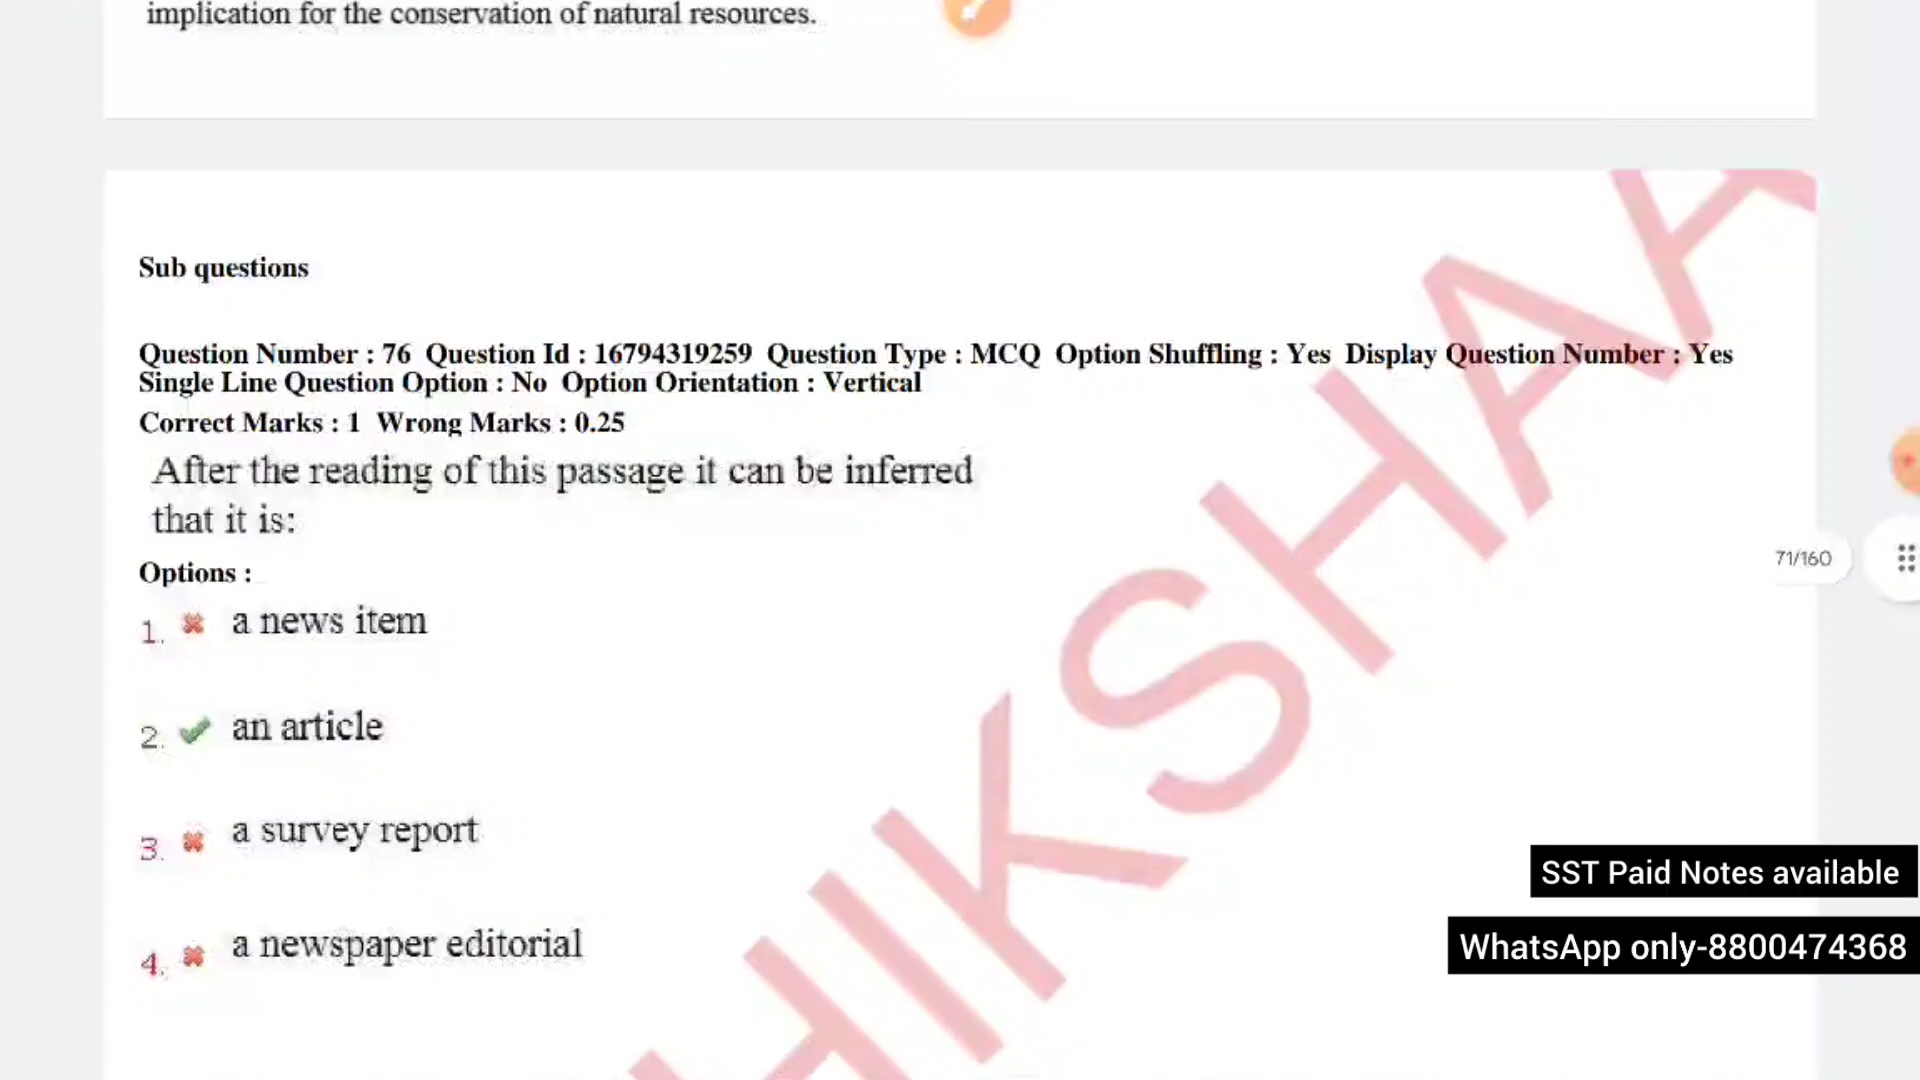 implication for the conservation of natural resources.
Sub questions
Question Number : 76 Question Id : 16794319259 Question Type : MCQ Option Shuffling : Yes Display Question Number : Yes
Single Line Question Option : No Option Orientation : Vertical
Correct Marks : 1 Wrong Marks : 0.25
After the reading of this passage it can be inferred
that it is:
Options :
1. a news item
2. an article
3. a survey report
4. a newspaper editorial
71/160
SST Paid Notes available
WhatsApp only-8800474368
HIKSHAA